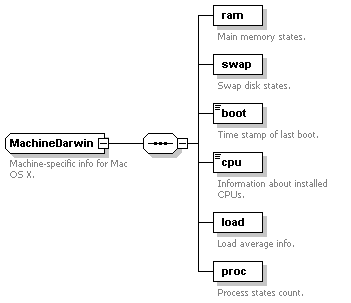 ram
Main memory states.
swap
Swap disk states.
boot
Time stamp of last boot.
MachineDarwin
Machine-specific info for Mac
OS X.
cpu
Information about installed
CPUs.
load
Load average info.
proc
Process states count.